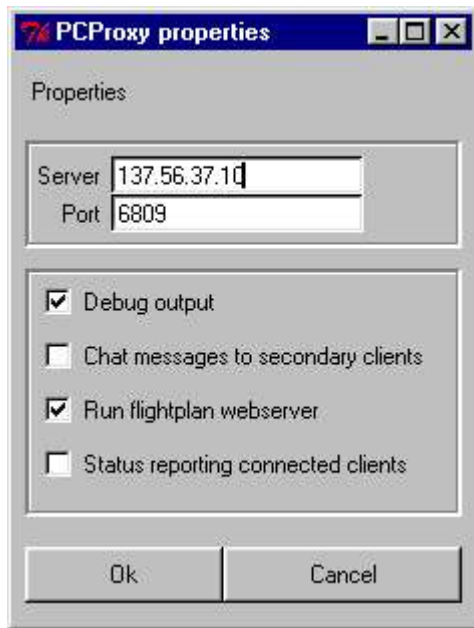 PCProxy properties
Properties
Server 137.56.37.10
Port 6809
Debug output
Chat messages to secondary clients
Run flightplan webserver
Status reporting connected clients
Ok Cancel